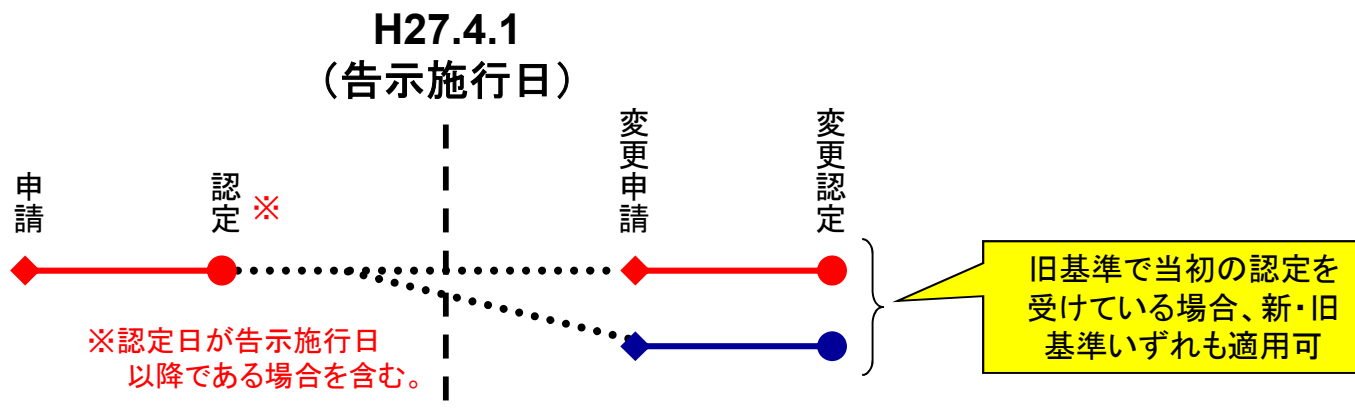 H27.4.1
（告示施行日）
申請
認定
※
変更申請
変更認定
※認定日が告示施行日
以降である場合を含む。
旧基準で当初の認定を
受けている場合、新・旧
基準いずれも適用可